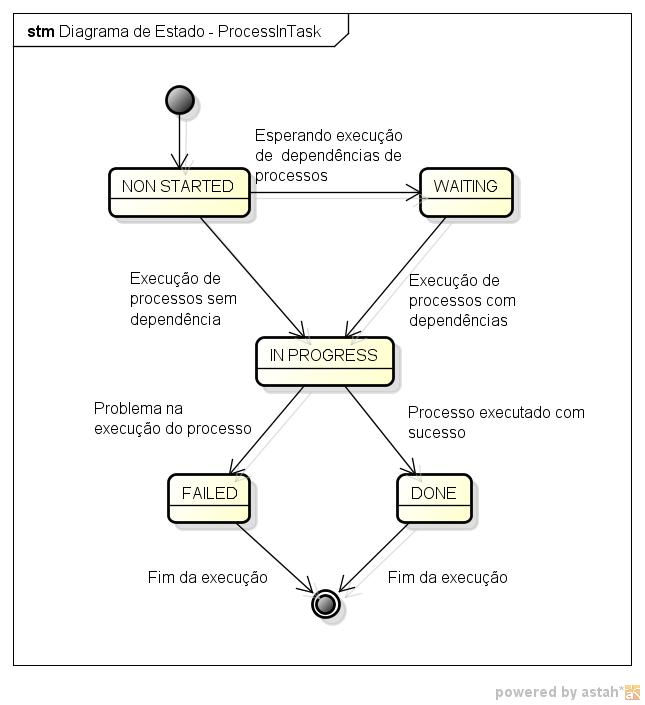 stm Diagrama de Estado - ProcessInTask
Esperando execução
de dependências de
processos
NON STARTED
WAITING
Execução de
processos sem
dependência
Execução de
processos com
dependências
IN PROGRESS
Problema na
execução do processo
Processo executado com
sucesso
FAILED
DONE
Fim da execução
Fim da execução
powered by astah*